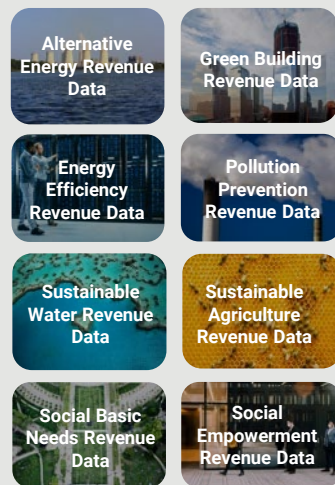 Alternative
Energy Revenue
Data
Green Building
Revenue Data
Energy
Efficiency
Revenue Data
Pollution
Prevention
Revenue Data
Sustainable
Water Revenue
Data
Sustainable
Agriculture
Revenue Data
Social Basic
Needs Revenue
Data
Social
Empowerment
Revenue Data